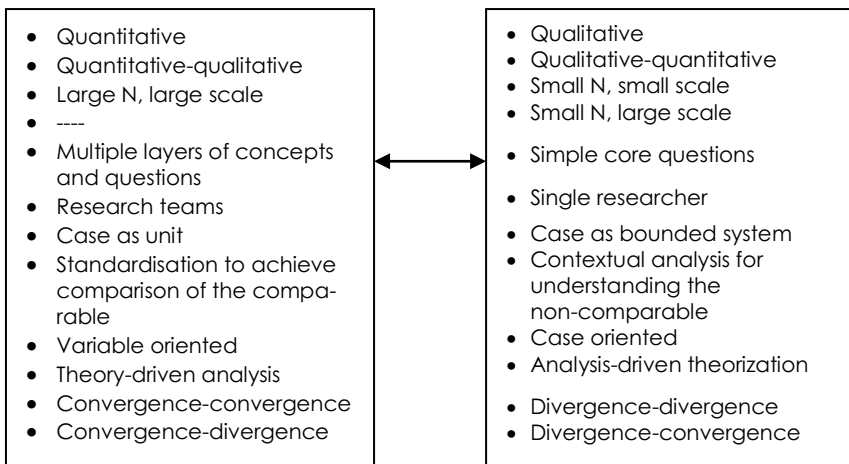 • Quantitative
• Quantitative-qualitative
• Large N, large scale
• ----
• Multiple layers of concepts
and questions
• Research teams
• Case as unit
• Standardisation to achieve
comparison of the compa-
rable
• Variable oriented
• Theory-driven analysis
• Convergence-convergence
• Convergence-divergence
• Qualitative
• Qualitative-quantitative
• Small N, small scale
• Small N, large scale
• Simple core questions
• Single researcher
• Case as bounded system
• Contextual analysis for
understanding the
non-comparable
• Case oriented
• Analysis-driven theorization
• Divergence-divergence
• Divergence-convergence